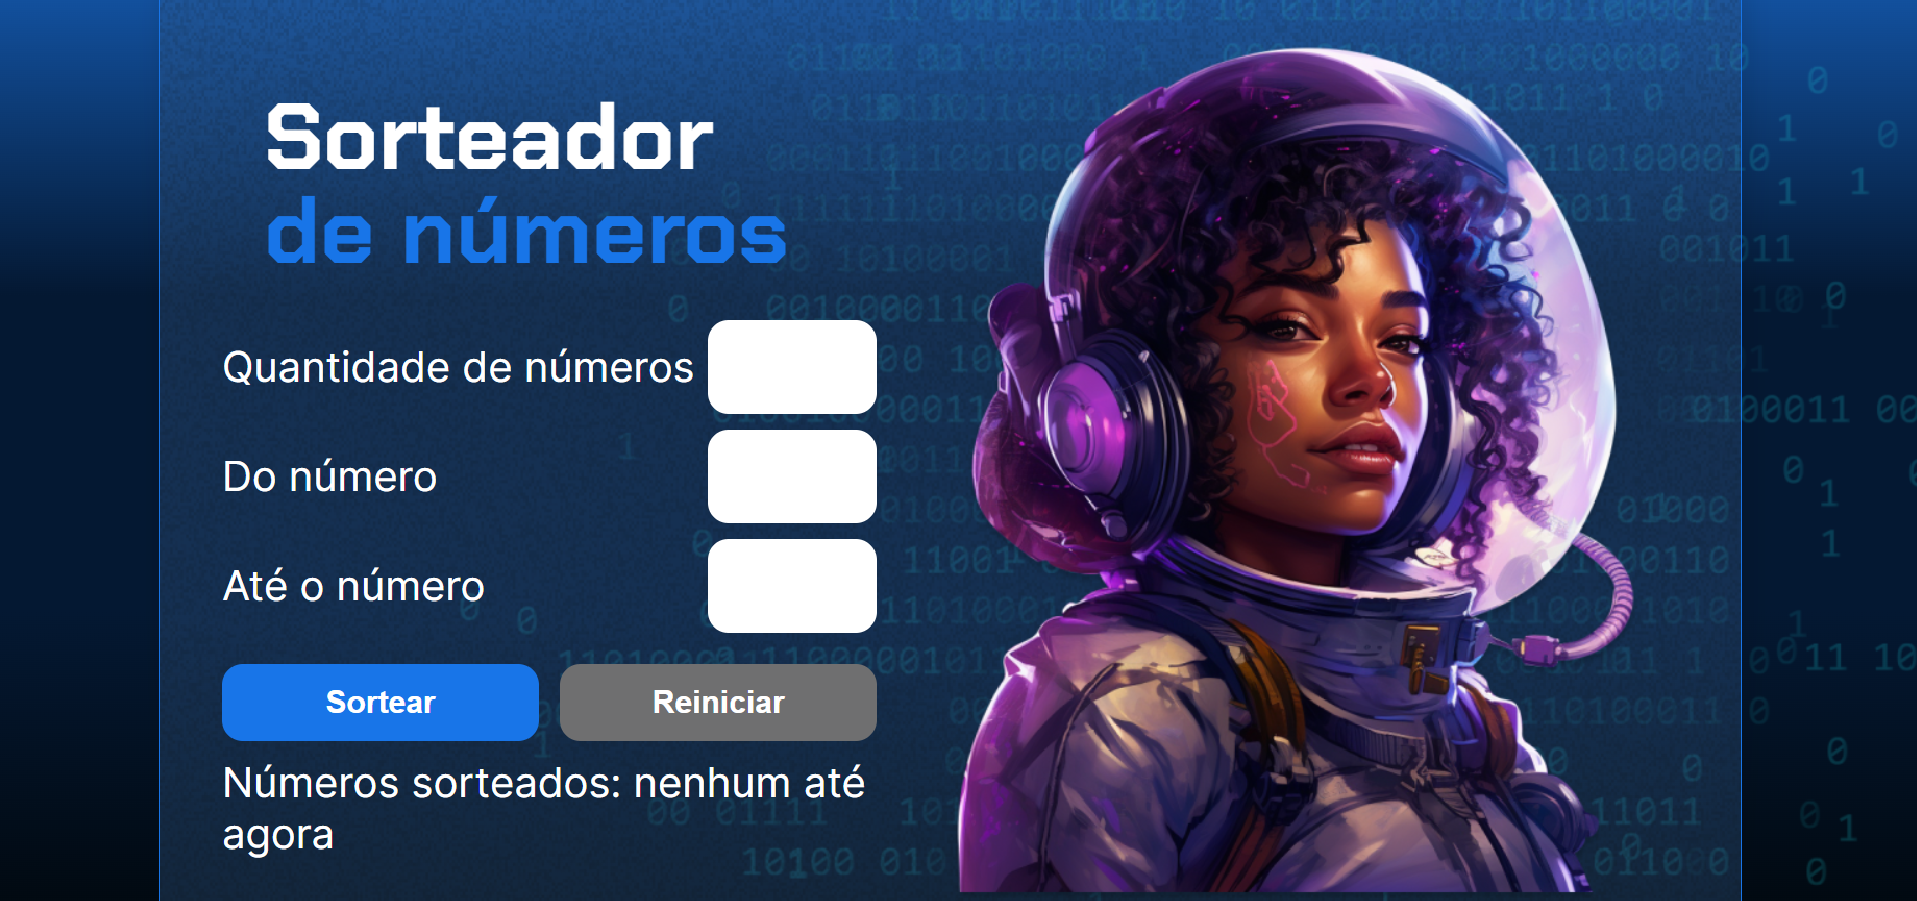 Sorteador
de números
Quantidade de números
Do número
Até o número
Sortear
Reiniciar
Números sorteados: nenhum até
agora